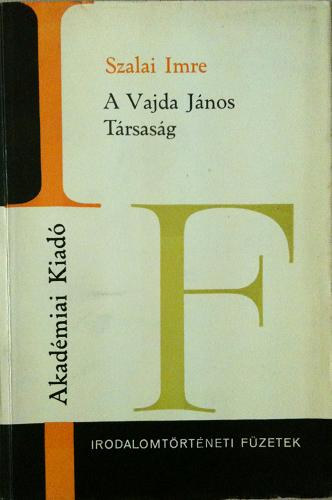 I
Szalai Imre
A Vajda János
Társaság
F
Akadémiai Kiadó
IRODALOMTÖRTÉNETI FÜZETEK